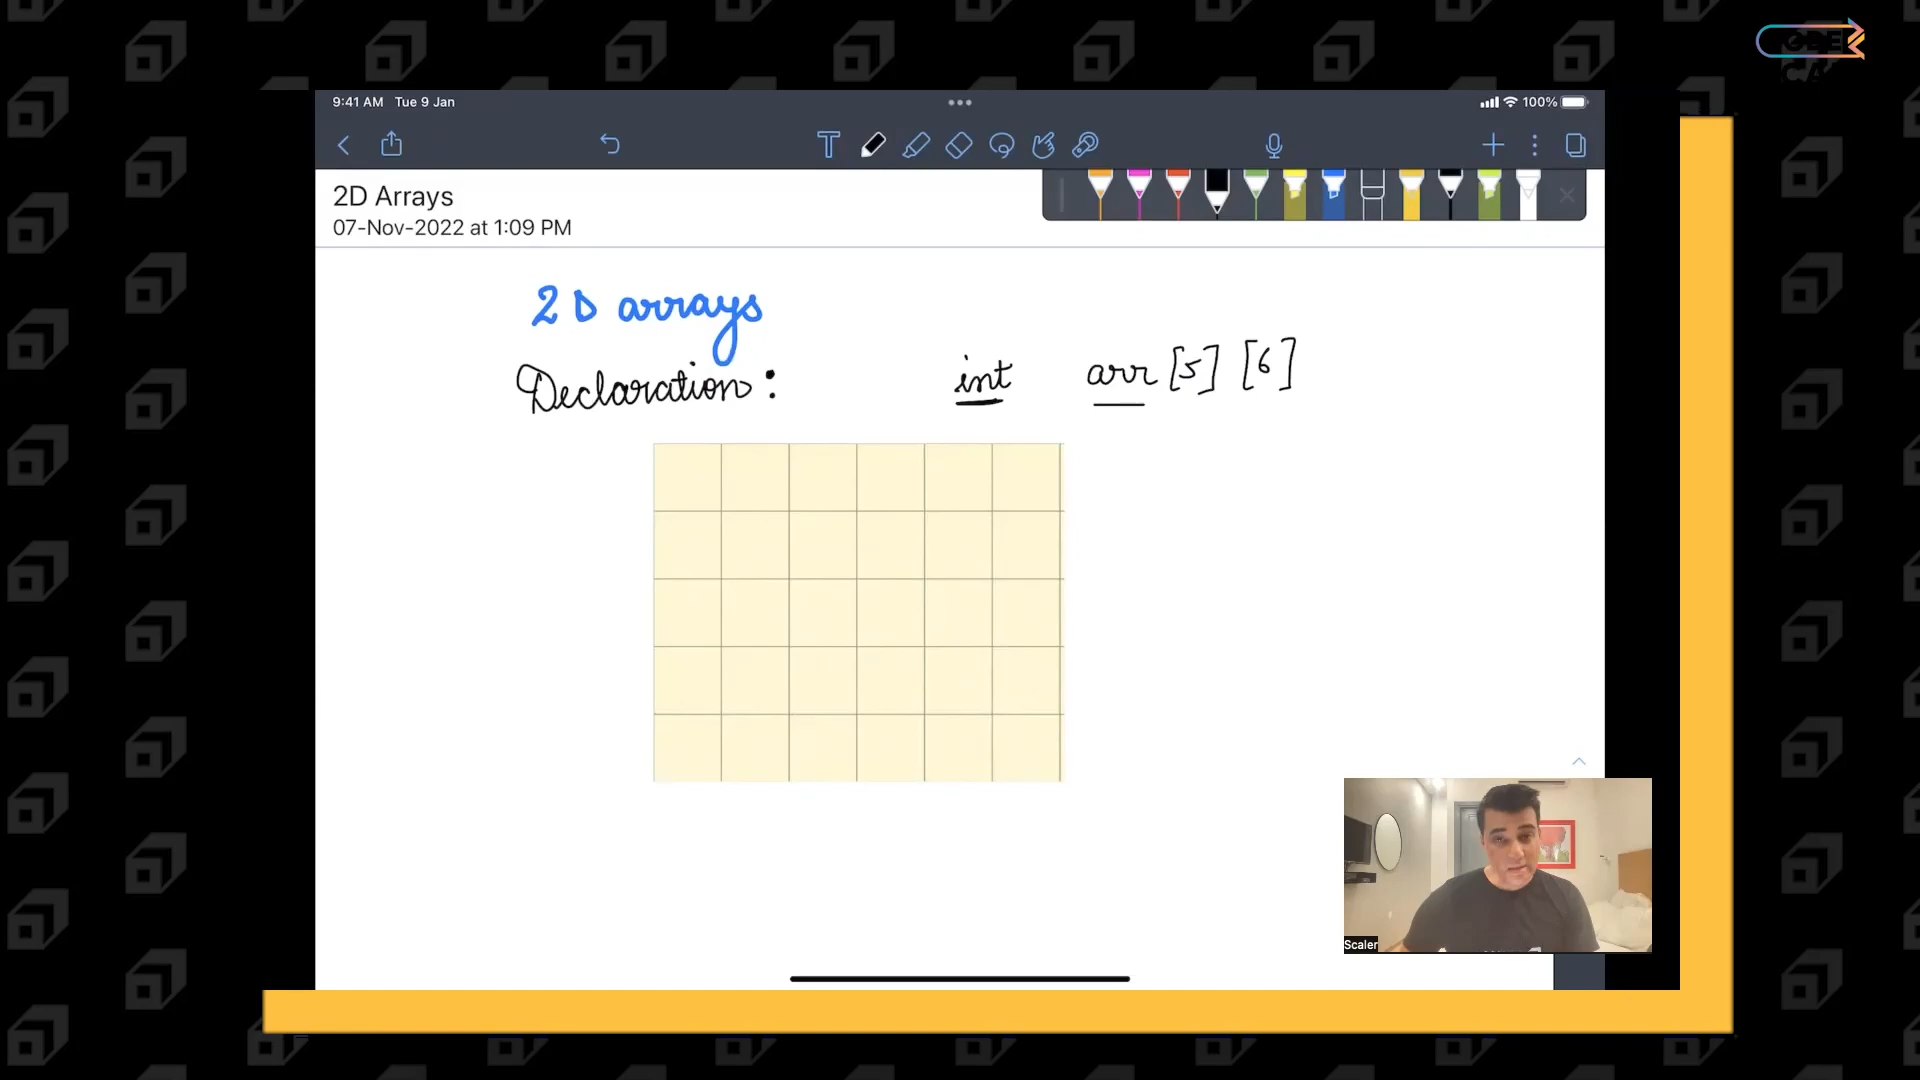 9:41 AM Tue 9 Jan
100%
2D Arrays
07-Nov-2022 at 1:09 PM
2D arrays
Declaration: int arr [5] [6]
Scaler